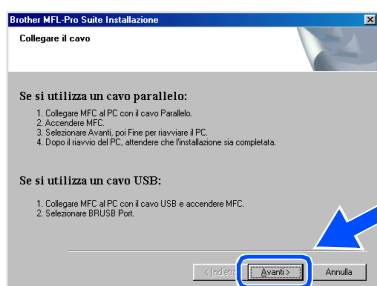 Brother MFL-Pro Suite Installazione
Collegare il cavo
Se si utilizza un cavo parallelo:
1. Collegare MFC al PC con il cavo Parallelo.
2. Accendere MFC.
3. Selezionare Avanti, poi Fine per riavviare il PC.
4. Dopo il riavvio del PC, attendere che l'installazione sia completata.
Se si utilizza un cavo USB:
1. Collegare MFC al PC con il cavo USB e accendere MFC.
2. Selezionare BRUSB Port.
< Indietro Avanti > Annulla